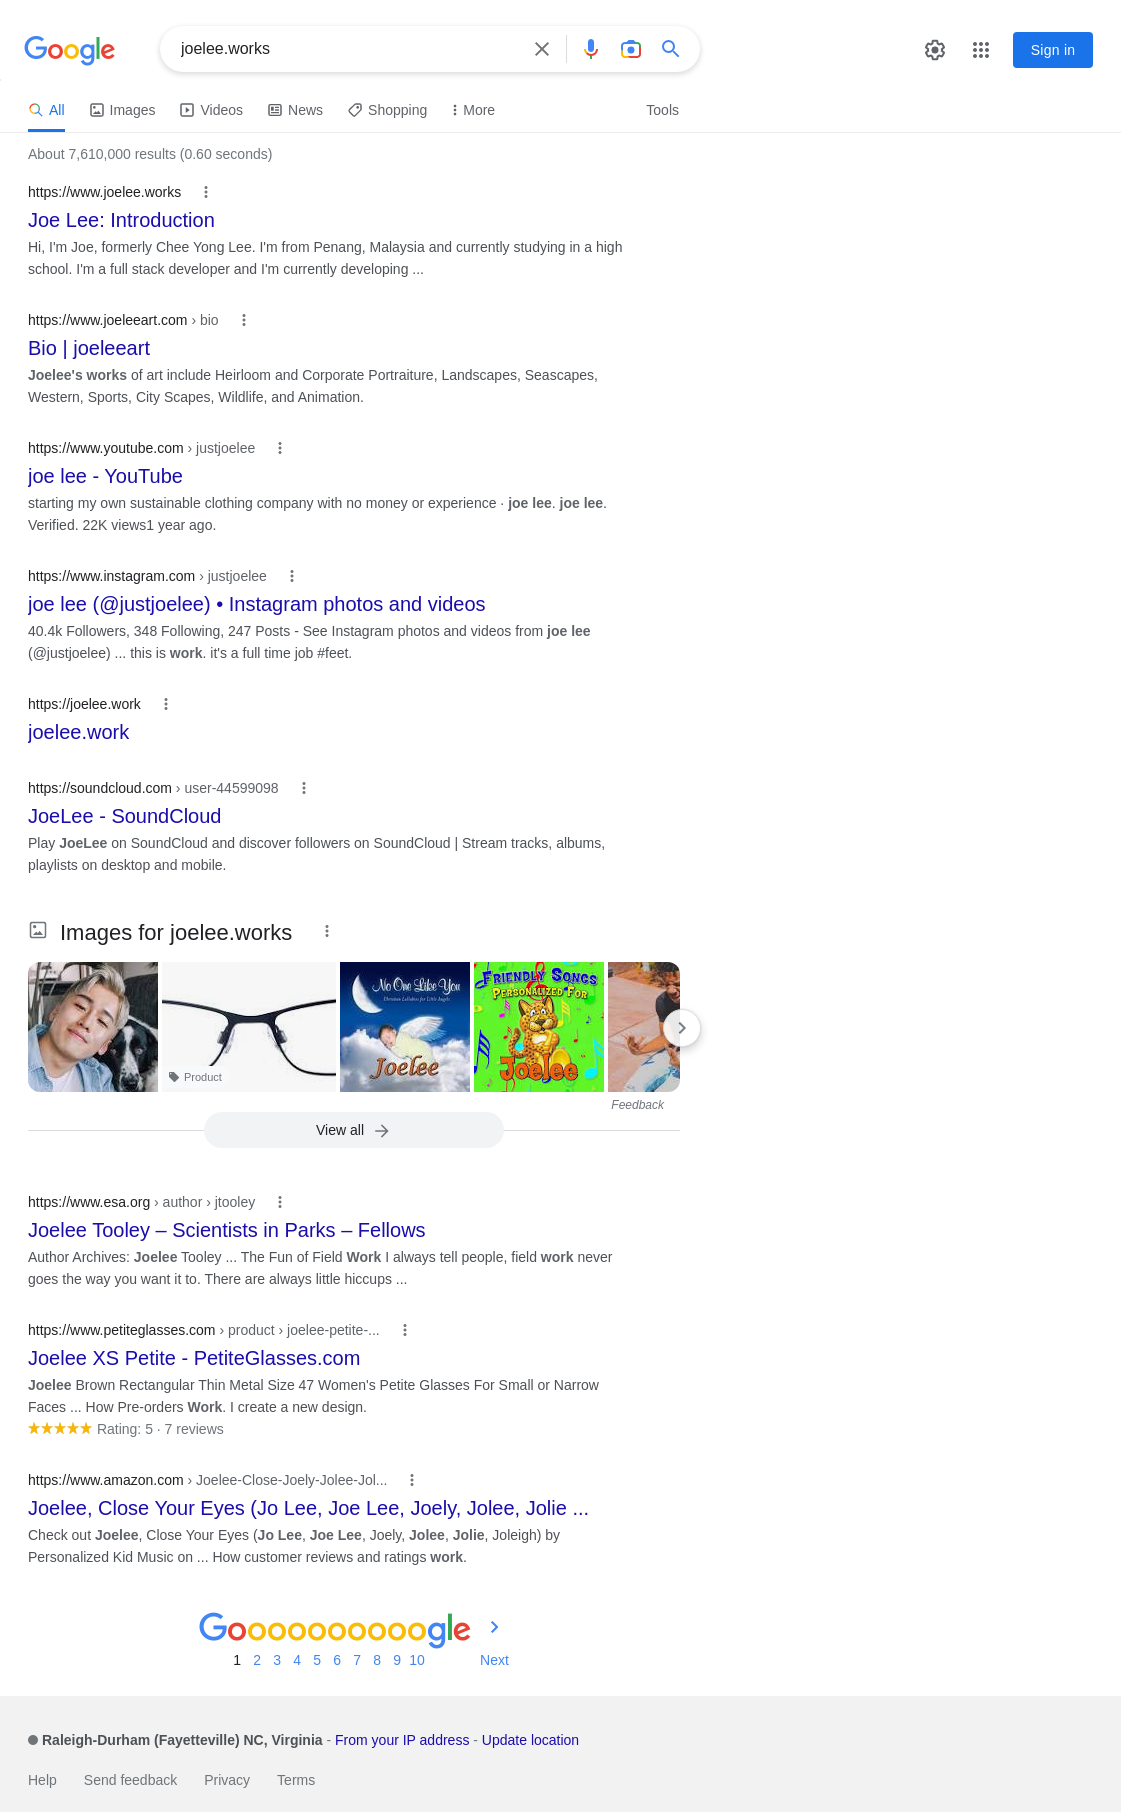 Google
joelee.works
Sign in
All Images Videos News Shopping More Tools
About 7,610,000 results (0.60 seconds)
https://www.joelee.works
Joe Lee: Introduction
Hi, I'm Joe, formerly Chee Yong Lee. I'm from Penang, Malaysia and currently studying in a high
school. I'm a full stack developer and I'm currently developing ...
https://www.joeleeart.com › bio
Bio | joeleeart
Joelee's works of art include Heirloom and Corporate Portraiture, Landscapes, Seascapes,
Western, Sports, City Scapes, Wildlife, and Animation.
https://www.youtube.com › justjoelee
joe lee - YouTube
starting my own sustainable clothing company with no money or experience · joe lee. joe lee.
Verified. 22K views1 year ago.
https://www.instagram.com › justjoelee
joe lee (@justjoelee) • Instagram photos and videos
40.4k Followers, 348 Following, 247 Posts - See Instagram photos and videos from joe lee
(@justjoelee) ... this is work. it's a full time job #feet.
https://joelee.work
joelee.work
https://soundcloud.com › user-44599098
JoeLee - SoundCloud
Play JoeLee on SoundCloud and discover followers on SoundCloud | Stream tracks, albums,
playlists on desktop and mobile.
Images for joelee.works
Product
No One Like You
Christian Lullabies for Little Angels
Joelee
FRIENDLY SONGS
PERSONALIZED FOR
Joelee
Feedback
View all
https://www.esa.org › author › jtooley
Joelee Tooley – Scientists in Parks – Fellows
Author Archives: Joelee Tooley ... The Fun of Field Work I always tell people, field work never
goes the way you want it to. There are always little hiccups ...
https://www.petiteglasses.com › product › joelee-petite-...
Joelee XS Petite - PetiteGlasses.com
Joelee Brown Rectangular Thin Metal Size 47 Women's Petite Glasses For Small or Narrow
Faces ... How Pre-orders Work. I create a new design.
Rating: 5 · 7 reviews
https://www.amazon.com › Joelee-Close-Joely-Jolee-Jol...
Joelee, Close Your Eyes (Jo Lee, Joe Lee, Joely, Jolee, Jolie ...
Check out Joelee, Close Your Eyes (Jo Lee, Joe Lee, Joely, Jolee, Jolie, Joleigh) by
Personalized Kid Music on ... How customer reviews and ratings work.
Goooooooooogle
1 2 3 4 5 6 7 8 9 10 Next
Raleigh-Durham (Fayetteville) NC, Virginia - From your IP address - Update location
Help Send feedback Privacy Terms